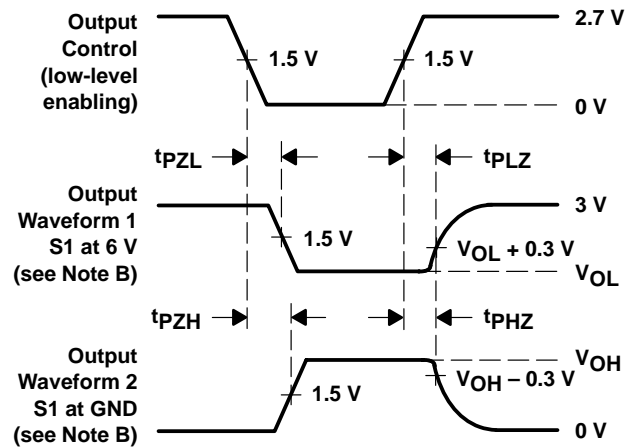 Output
Control
(low-level
enabling)
1.5 V
1.5 V
2.7 V
0 V
tPZL
tPLZ
Output
Waveform 1
S1 at 6 V
(see Note B)
1.5 V
3 V
VOL + 0.3 V
VOL
tPZH
tPHZ
Output
Waveform 2
S1 at GND
(see Note B)
1.5 V
VOH
VOH − 0.3 V
0 V